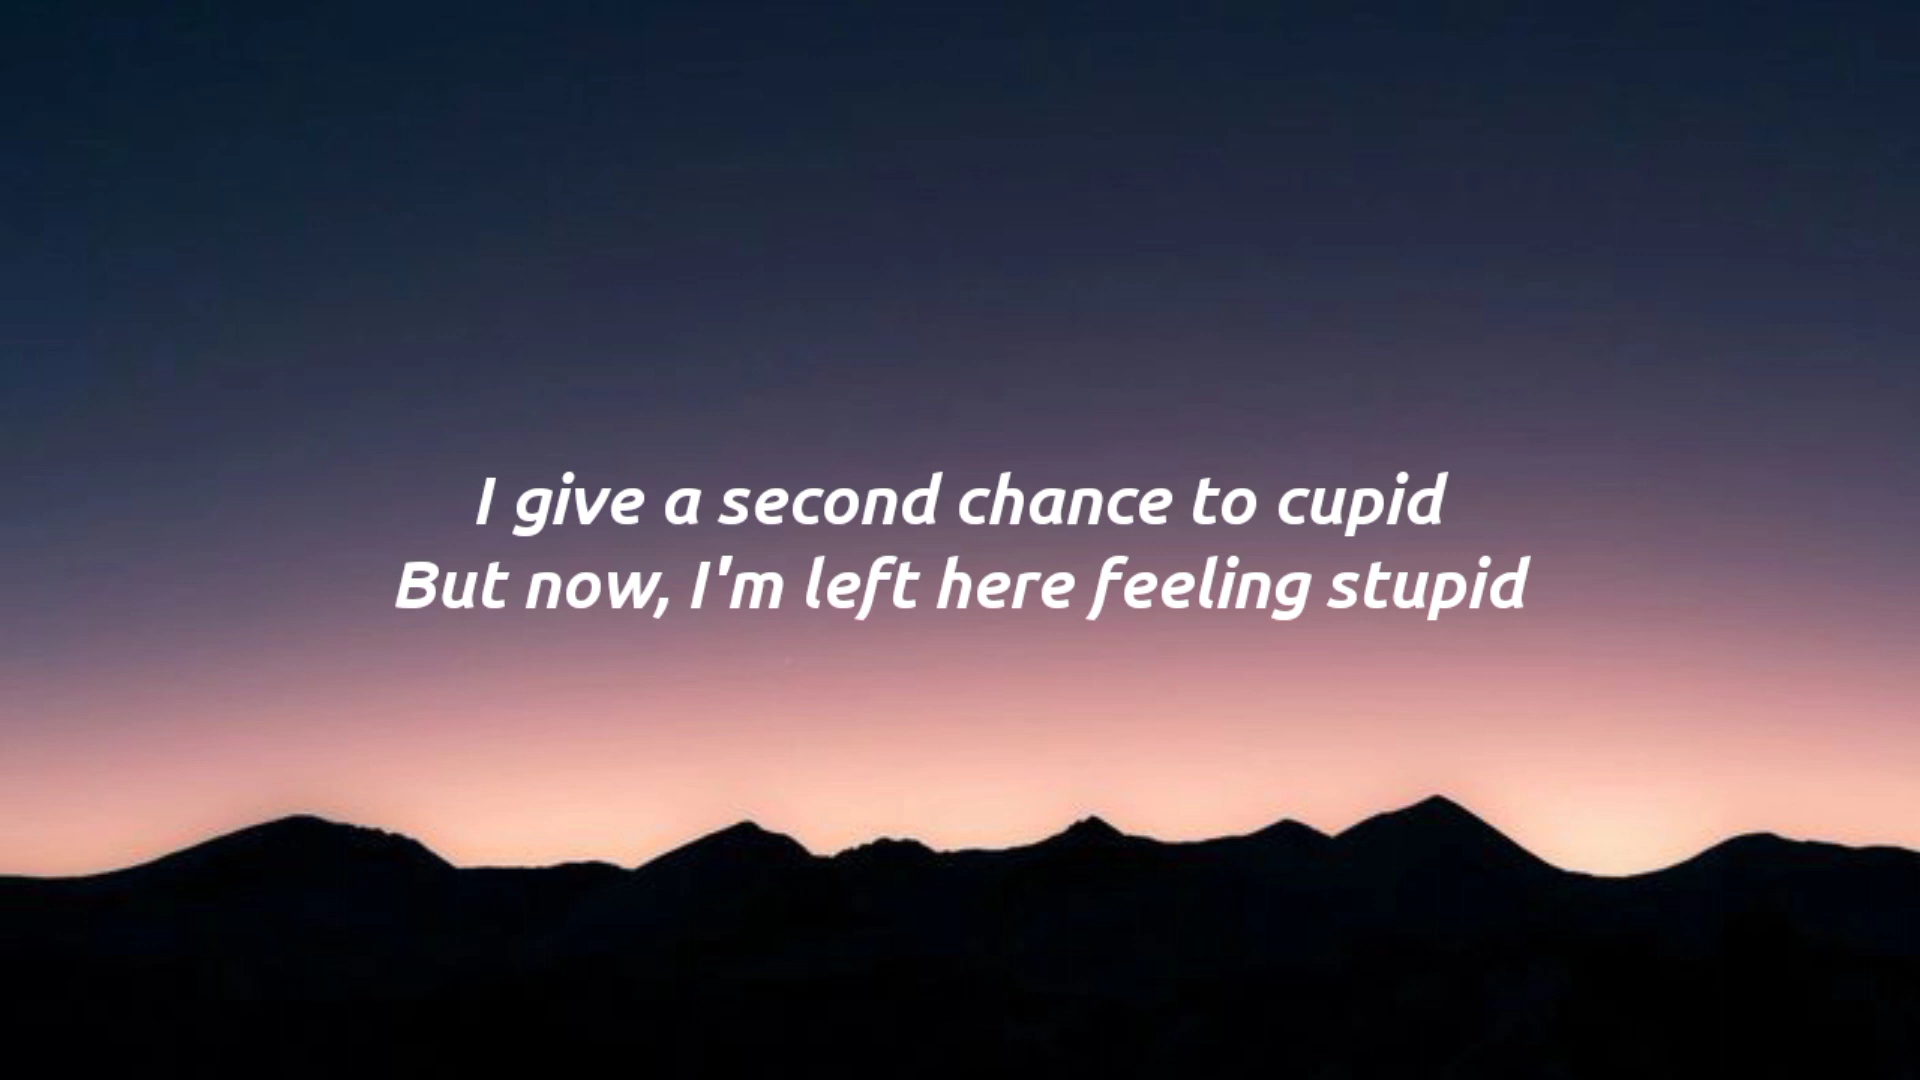 I give a second chance to cupid
But now, I'm left here feeling stupid